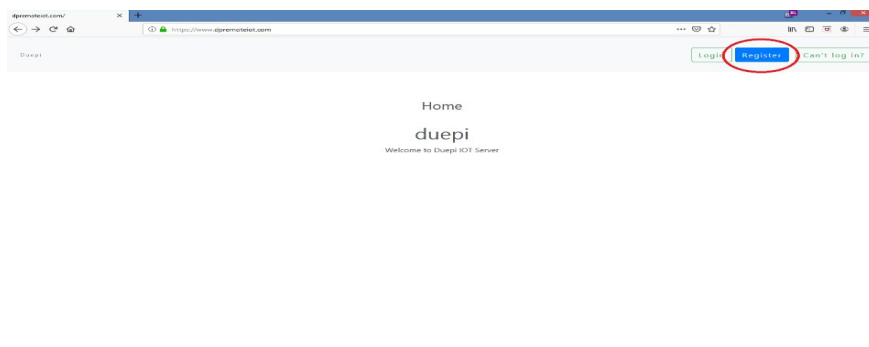 dpremoteiot.com/
https://www.dpremoteiot.com
Duepi
Login
Register
Can't log in?
Home
duepi
Welcome to Duepi IOT Server